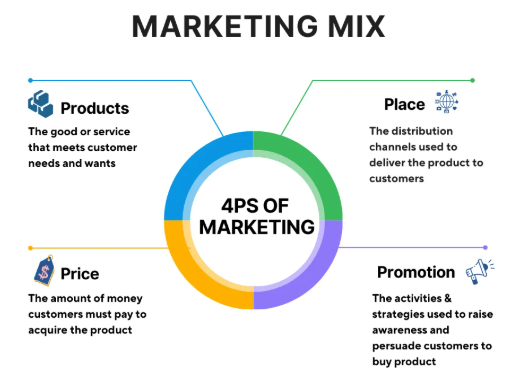 MARKETING MIX
Products
The good or service
that meets customer
needs and wants
Place
The distribution
channels used to
deliver the product to
customers
4PS OF
MARKETING
Price
The amount of money
customers must pay to
acquire the product
Promotion
The activities &
strategies used to raise
awareness and
persuade customers to
buy product